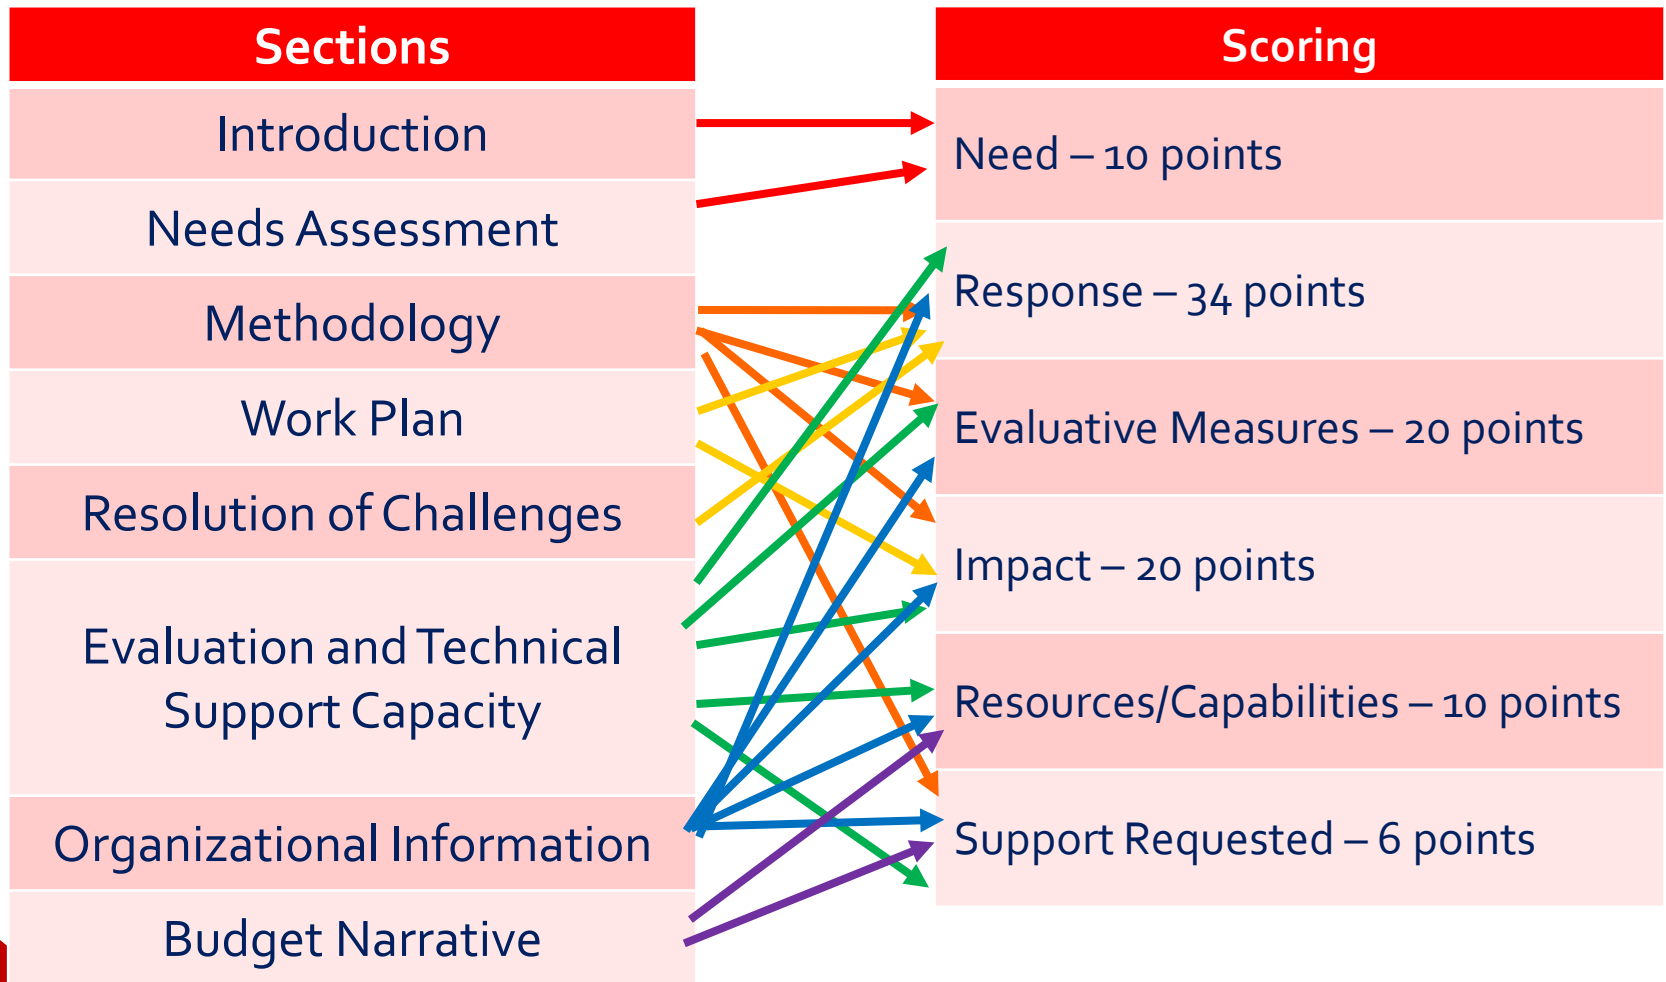 Sections
Introduction
Needs Assessment
Methodology
Work Plan
Resolution of Challenges
Evaluation and Technical
Support Capacity
Organizational Information
Budget Narrative
Scoring
Need – 10 points
Response – 34 points
Evaluative Measures – 20 points
Impact – 20 points
Resources/Capabilities – 10 points
Support Requested – 6 points